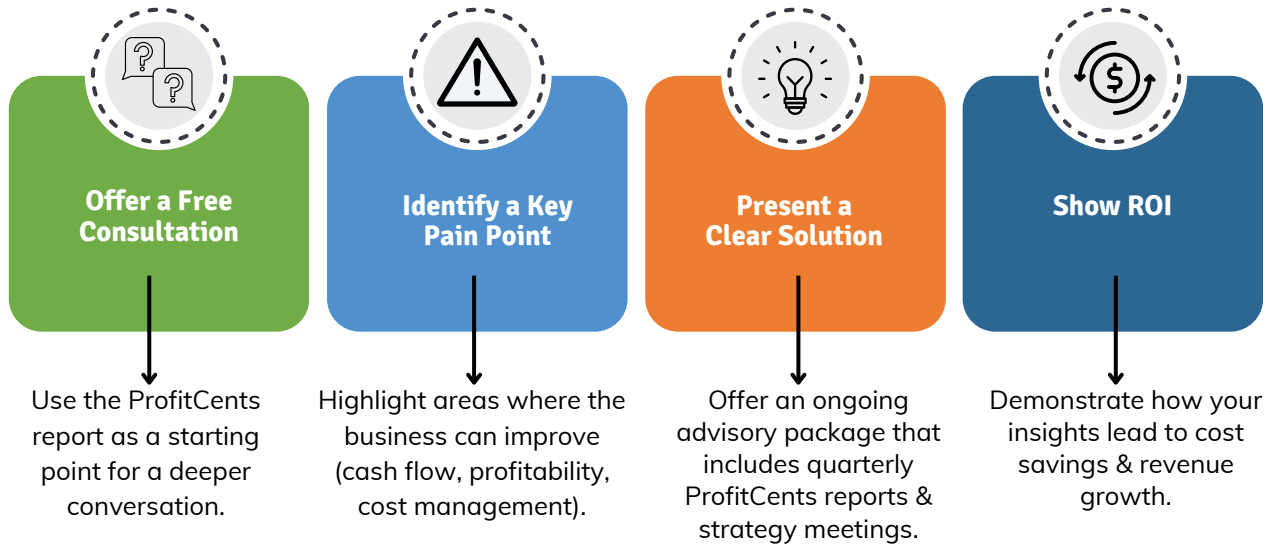 Offer a Free
Consultation
Use the ProfitCents
report as a starting
point for a deeper
conversation.
Identify a Key
Pain Point
Highlight areas where the
business can improve
(cash flow, profitability,
cost management).
Present a
Clear Solution
Offer an ongoing
advisory package that
includes quarterly
ProfitCents reports &
strategy meetings.
Show ROI
Demonstrate how your
insights lead to cost
savings & revenue
growth.